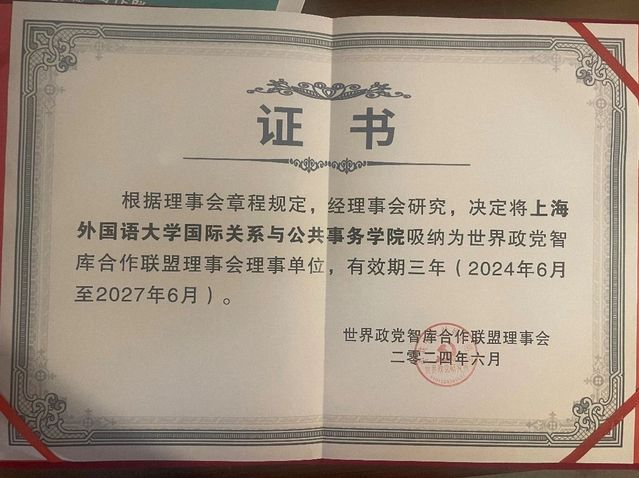 证 书
根据理事会章程规定，经理事会研究，决定将上海
外国语大学国际关系与公共事务学院吸纳为世界政党智
库合作联盟理事会理事单位，有效期三年（2024年6月
至2027年6月）。
世界政党智库合作联盟理事会
二零二四年六月